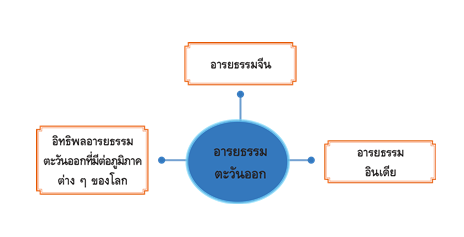 อารยธรรมจีน
อิทธิพลอารยธรรม
ตะวันออกที่มีต่อภูมิภาค
ต่าง ๆ ของโลก
อารยธรรม
ตะวันออก
อารยธรรม
อินเดีย